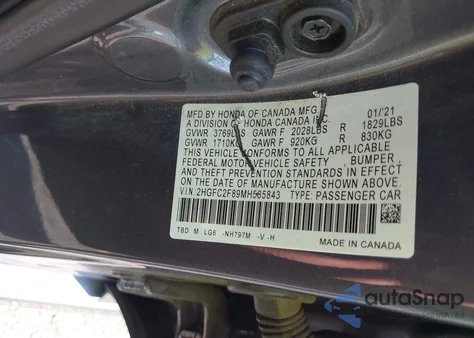 MFD.BY HONDA OF CANADA MFG. 01/'21
A DIVISION OF HONDA CANADA INC.
GVWR 3769LBS GAWR F 2028LBS R 1829LBS
GVWR 1710KG GAWR F 920KG R 830KG
THIS VEHICLE CONFORMS TO ALL APPLICABLE
FEDERAL MOTOR VEHICLE SAFETY, BUMPER,
AND THEFT PREVENTION STANDARDS IN EFFECT
ON THE DATE OF MANUFACTURE SHOWN ABOVE.
V.I.N:2HGFC2F89MH565843 TYPE: PASSENGER CAR
TBD M LG8 -NH797M -V -H
MADE IN CANADA
autoSnap